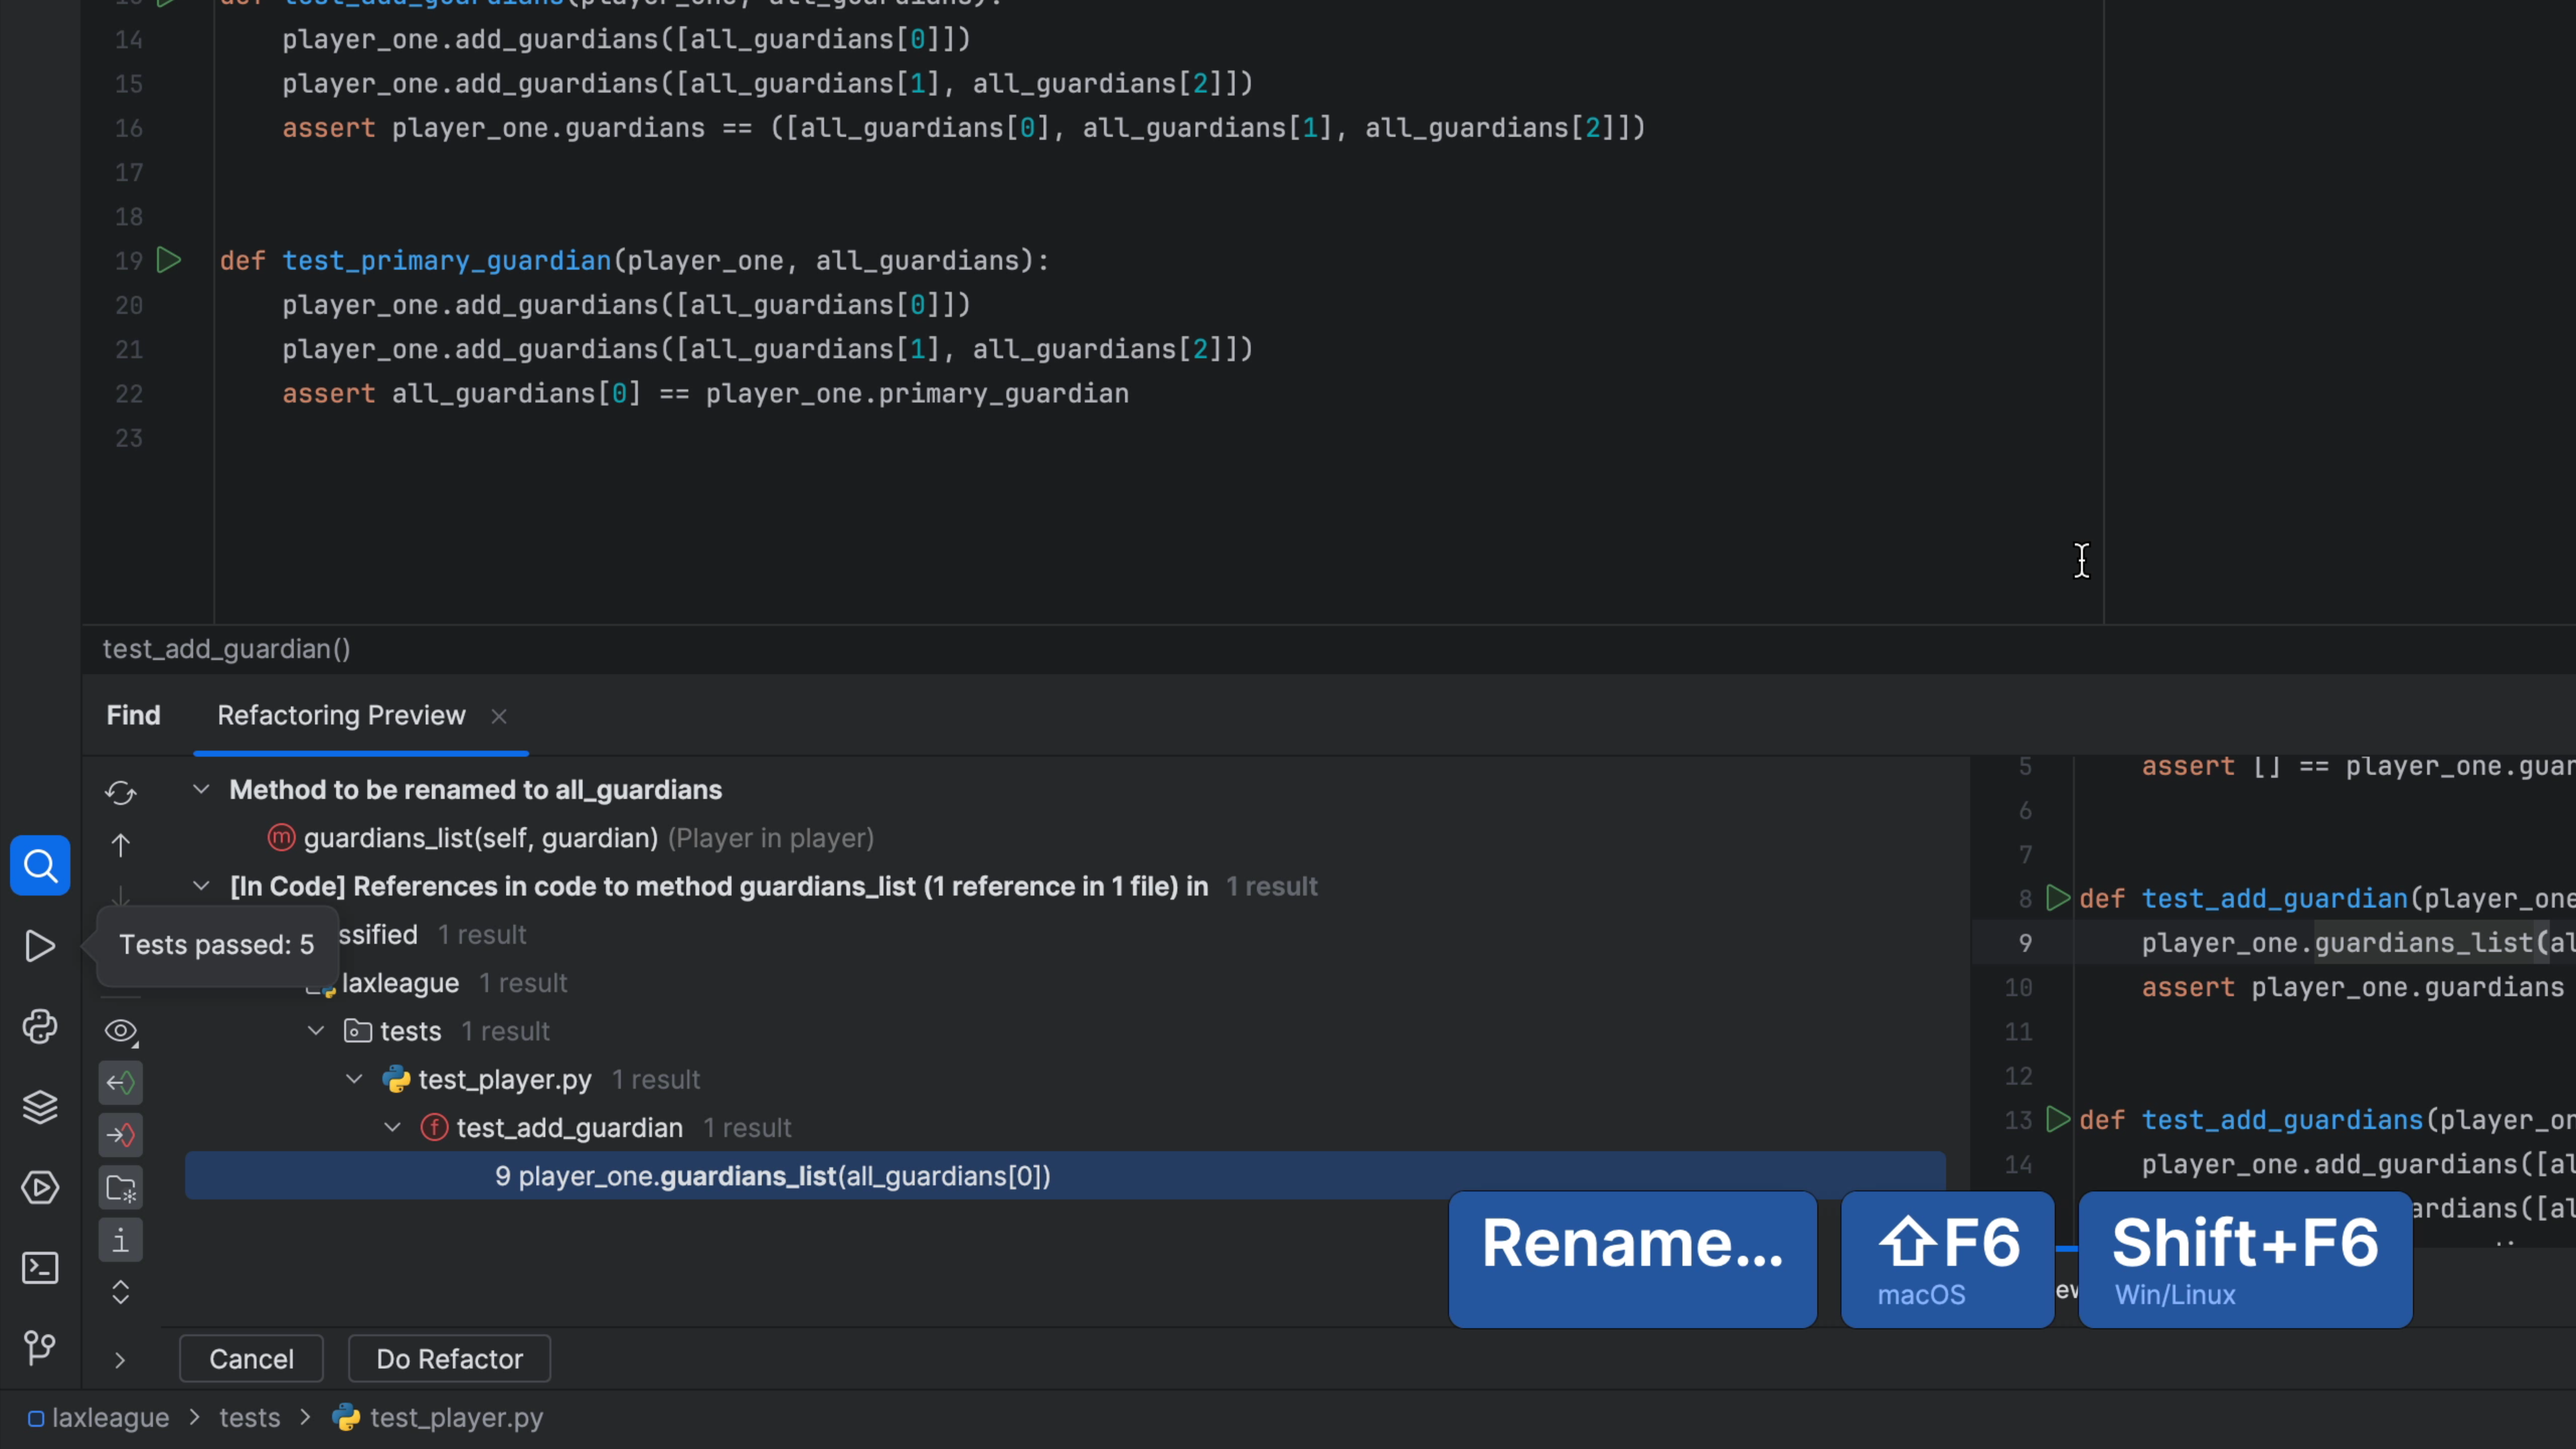 13 def test_add_guardians(player_one, all_guardians):
14 player_one.add_guardians([all_guardians[0]])
15 player_one.add_guardians([all_guardians[1], all_guardians[2]])
16 assert player_one.guardians == ([all_guardians[0], all_guardians[1], all_guardians[2]])
17
18
19 def test_primary_guardian(player_one, all_guardians):
20 player_one.add_guardians([all_guardians[0]])
21 player_one.add_guardians([all_guardians[1], all_guardians[2]])
22 assert all_guardians[0] == player_one.primary_guardian
23
test_add_guardian()
Find Refactoring Preview
Method to be renamed to all_guardians
guardians_list(self, guardian) (Player in player)
[In Code] References in code to method guardians_list (1 reference in 1 file) in 1 result
ssified 1 result
laxleague 1 result
tests 1 result
test_player.py 1 result
test_add_guardian 1 result
9 player_one.guardians_list(all_guardians[0])
Tests passed: 5
5 assert [] == player_one.guar
6
7
8 def test_add_guardian(player_one
9 player_one.guardians_list(al
10 assert player_one.guardians
11
12
13 def test_add_guardians(player_on
14 player_one.add_guardians([al
ardians([al
Rename...
⇧F6
macOS
Shift+F6
Win/Linux
Cancel Do Refactor
laxleague > tests > test_player.py